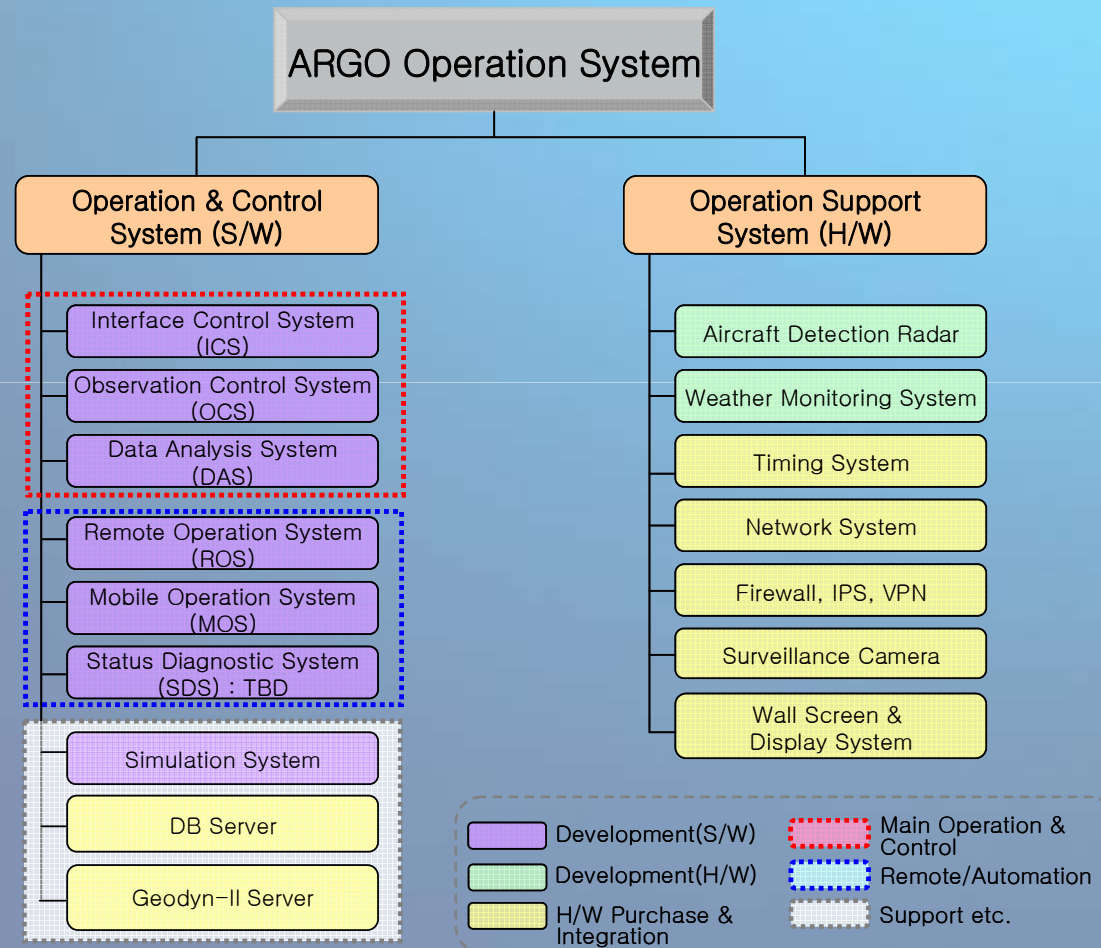 ARGO Operation System
Operation & Control
System (S/W)
Interface Control System
(ICS)
Observation Control System
(OCS)
Data Analysis System
(DAS)
Remote Operation System
(ROS)
Mobile Operation System
(MOS)
Status Diagnostic System
(SDS) : TBD
Simulation System
DB Server
Geodyn-II Server
Operation Support
System (H/W)
Aircraft Detection Radar
Weather Monitoring System
Timing System
Network System
Firewall, IPS, VPN
Surveillance Camera
Wall Screen &
Display System
Development(S/W)
Development(H/W)
H/W Purchase &
Integration
Main Operation &
Control
Remote/Automation
Support etc.